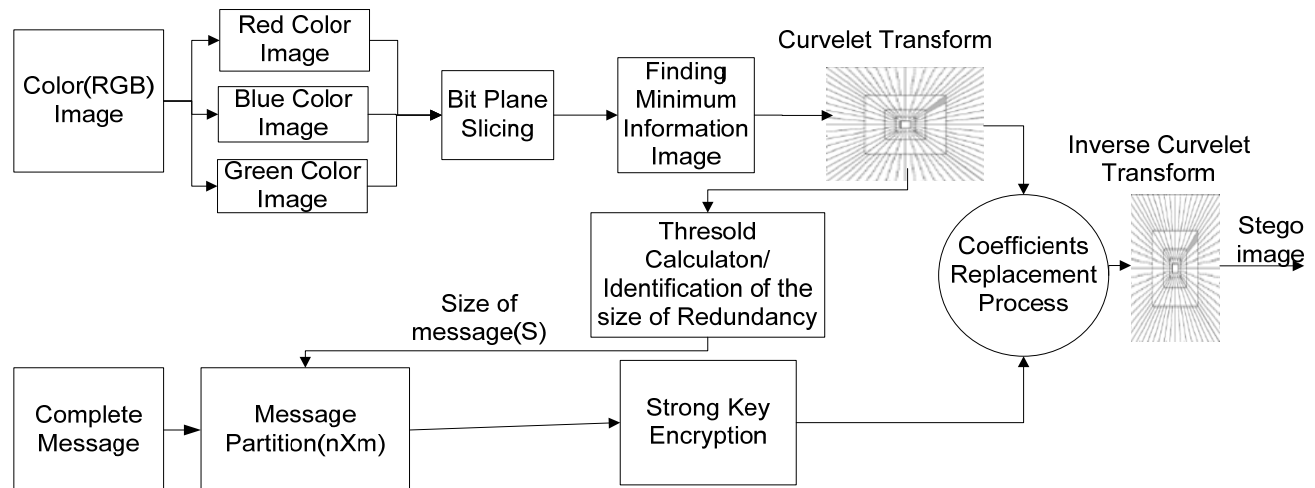 Color(RGB)
Image
Red Color
Image
Blue Color
Image
Green Color
Image
Bit Plane
Slicing
Finding
Minimum
Information
Image
Curvelet Transform
Thresold
Calculaton/
Identification of the
size of Redundancy
Size of
message(S)
Coefficients
Replacement
Process
Inverse Curvelet
Transform
Stego
image
Complete
Message
Message
Partition(nXm)
Strong Key
Encryption